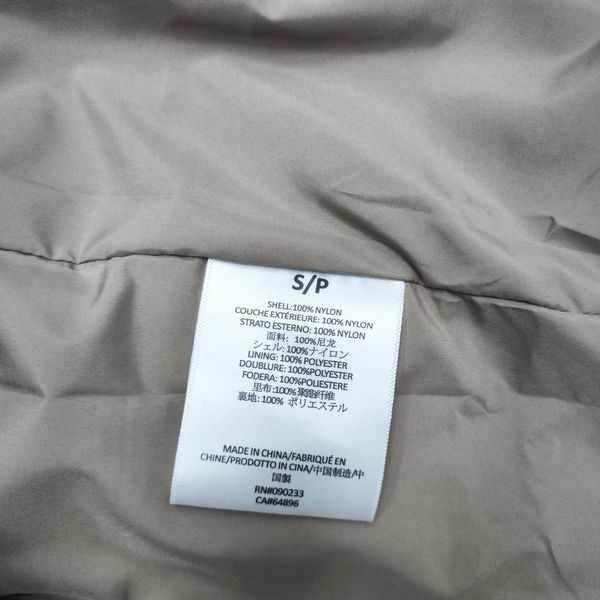 S/P
SHELL:100% NYLON
COUCHE EXTÉRIEURE: 100% NYLON
STRATO ESTERNO: 100% NYLON
面料: 100%尼龙
シェル:100%ナイロン
LINING: 100% POLYESTER
DOUBLURE: 100%POLYESTER
FODERA: 100%POLIESTERE
里布:100%聚酯纤维
裏地: 100% ポリエステル
MADE IN CHINA/FABRIQUÉ EN
CHINE/PRODOTTO IN CINA/中国制造/中
国製
RN#090233
CA#64896